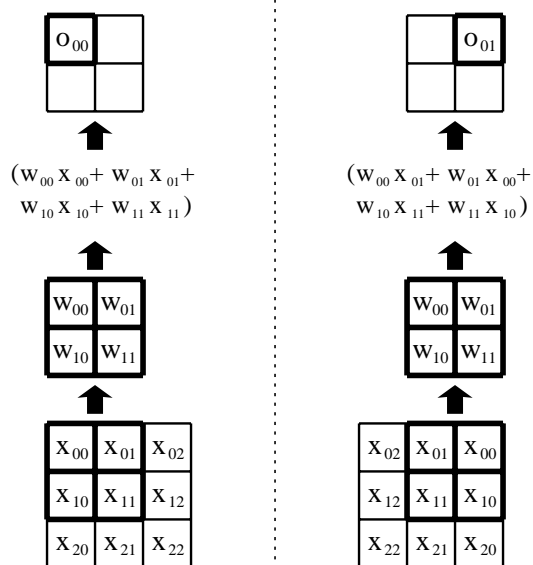 o₀₀
(w₀₀ x₀₀ + w₀₁ x₀₁ +
w₁₀ x₁₀ + w₁₁ x₁₁)
w₀₀ w₀₁
w₁₀ w₁₁
x₀₀ x₀₁ x₀₂
x₁₀ x₁₁ x₁₂
x₂₀ x₂₁ x₂₂
o₀₁
(w₀₀ x₀₁ + w₀₁ x₀₀ +
w₁₀ x₁₁ + w₁₁ x₁₀)
w₀₀ w₀₁
w₁₀ w₁₁
x₀₂ x₀₁ x₀₀
x₁₂ x₁₁ x₁₀
x₂₂ x₂₁ x₂₀